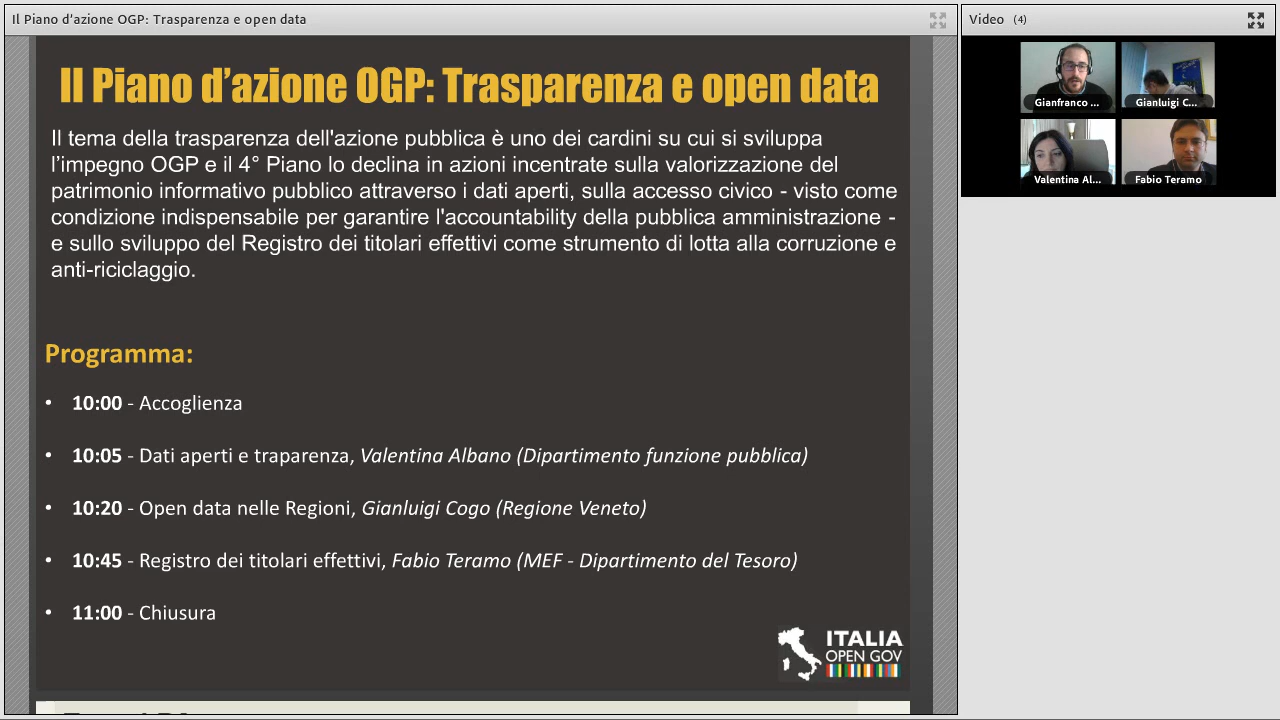 Il Piano d'azione OGP: Trasparenza e open data
Video (4)
Il Piano d’azione OGP: Trasparenza e open data
Il tema della trasparenza dell'azione pubblica è uno dei cardini su cui si sviluppa
l’impegno OGP e il 4° Piano lo declina in azioni incentrate sulla valorizzazione del
patrimonio informativo pubblico attraverso i dati aperti, sulla accesso civico - visto come
condizione indispensabile per garantire l'accountability della pubblica amministrazione -
e sullo sviluppo del Registro dei titolari effettivi come strumento di lotta alla corruzione e
anti-riciclaggio.
Programma:
• 10:00 - Accoglienza
• 10:05 - Dati aperti e traparenza, Valentina Albano (Dipartimento funzione pubblica)
• 10:20 - Open data nelle Regioni, Gianluigi Cogo (Regione Veneto)
• 10:45 - Registro dei titolari effettivi, Fabio Teramo (MEF - Dipartimento del Tesoro)
• 11:00 - Chiusura
ITALIA
OPEN GOV
Gianfranco ...
Gianluigi C...
Valentina Al...
Fabio Teramo